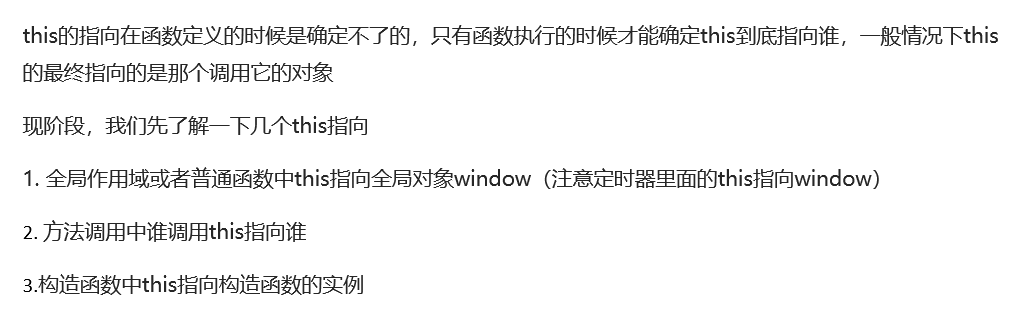 this的指向在函数定义的时候是确定不了的，只有函数执行的时候才能确定this到底指向谁，一般情况下this
的最终指向的是那个调用它的对象
现阶段，我们先了解一下几个this指向
1. 全局作用域或者普通函数中this指向全局对象window（注意定时器里面的this指向window）
2. 方法调用中谁调用this指向谁
3.构造函数中this指向构造函数的实例